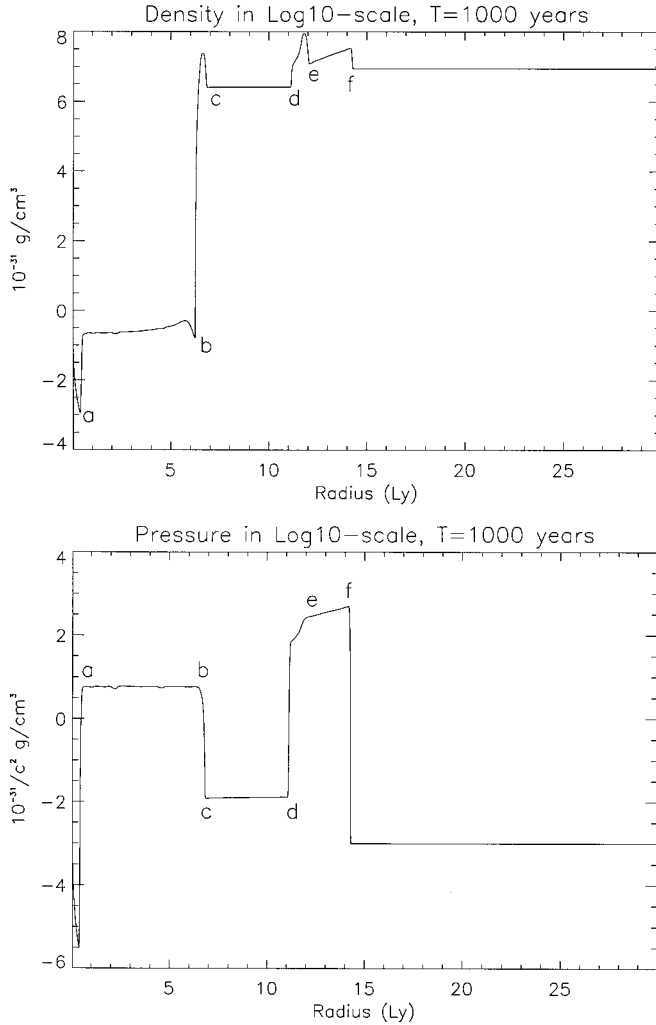 Density in Log10-scale, T=1000 years
8
6
4
2
0
-2
-4
10⁻³¹ g/cm³
a
b
c
d
e
f
5
10
15
20
25
Radius (Ly)
Pressure in Log10-scale, T=1000 years
4
2
0
-2
-4
-6
10⁻³¹/c² g/cm³
a
b
c
d
e
f
5
10
15
20
25
Radius (Ly)